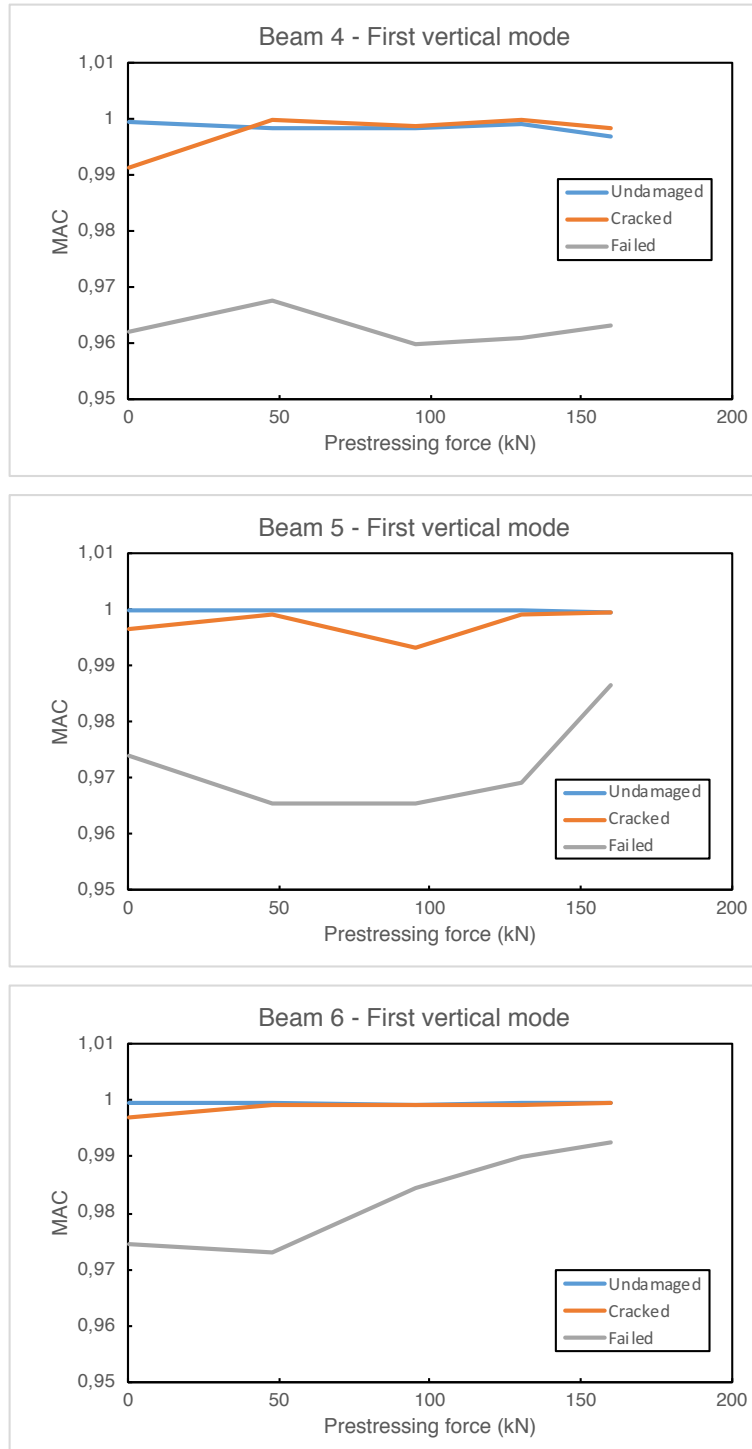 Beam 4 - First vertical mode
1,01
1
0,99
0,98
0,97
0,96
0,95
MAC
Undamaged
Cracked
Failed
0 50 100 150 200
Prestressing force (kN)
Beam 5 - First vertical mode
1,01
1
0,99
0,98
0,97
0,96
0,95
MAC
Undamaged
Cracked
Failed
0 50 100 150 200
Prestressing force (kN)
Beam 6 - First vertical mode
1,01
1
0,99
0,98
0,97
0,96
0,95
MAC
Undamaged
Cracked
Failed
0 50 100 150 200
Prestressing force (kN)